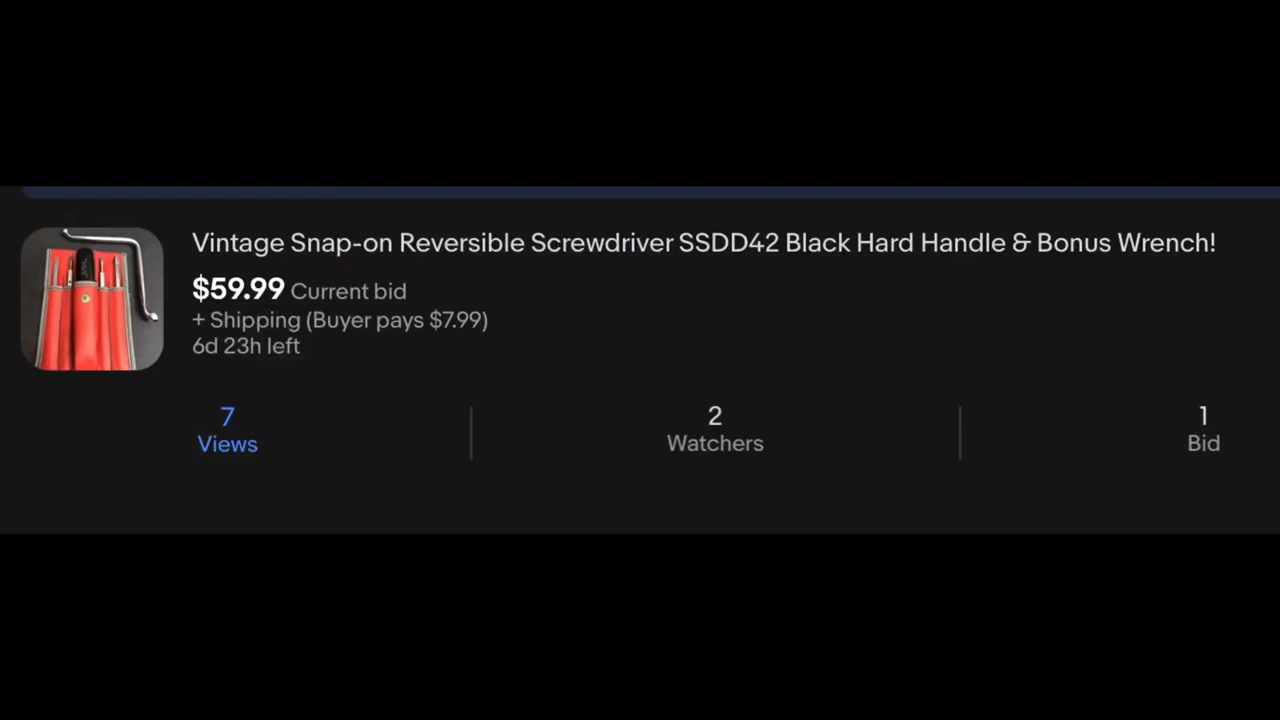 Vintage Snap-on Reversible Screwdriver SSDD42 Black Hard Handle & Bonus Wrench!
$59.99 Current bid
+ Shipping (Buyer pays $7.99)
6d 23h left
7
Views
2
Watchers
1
Bid